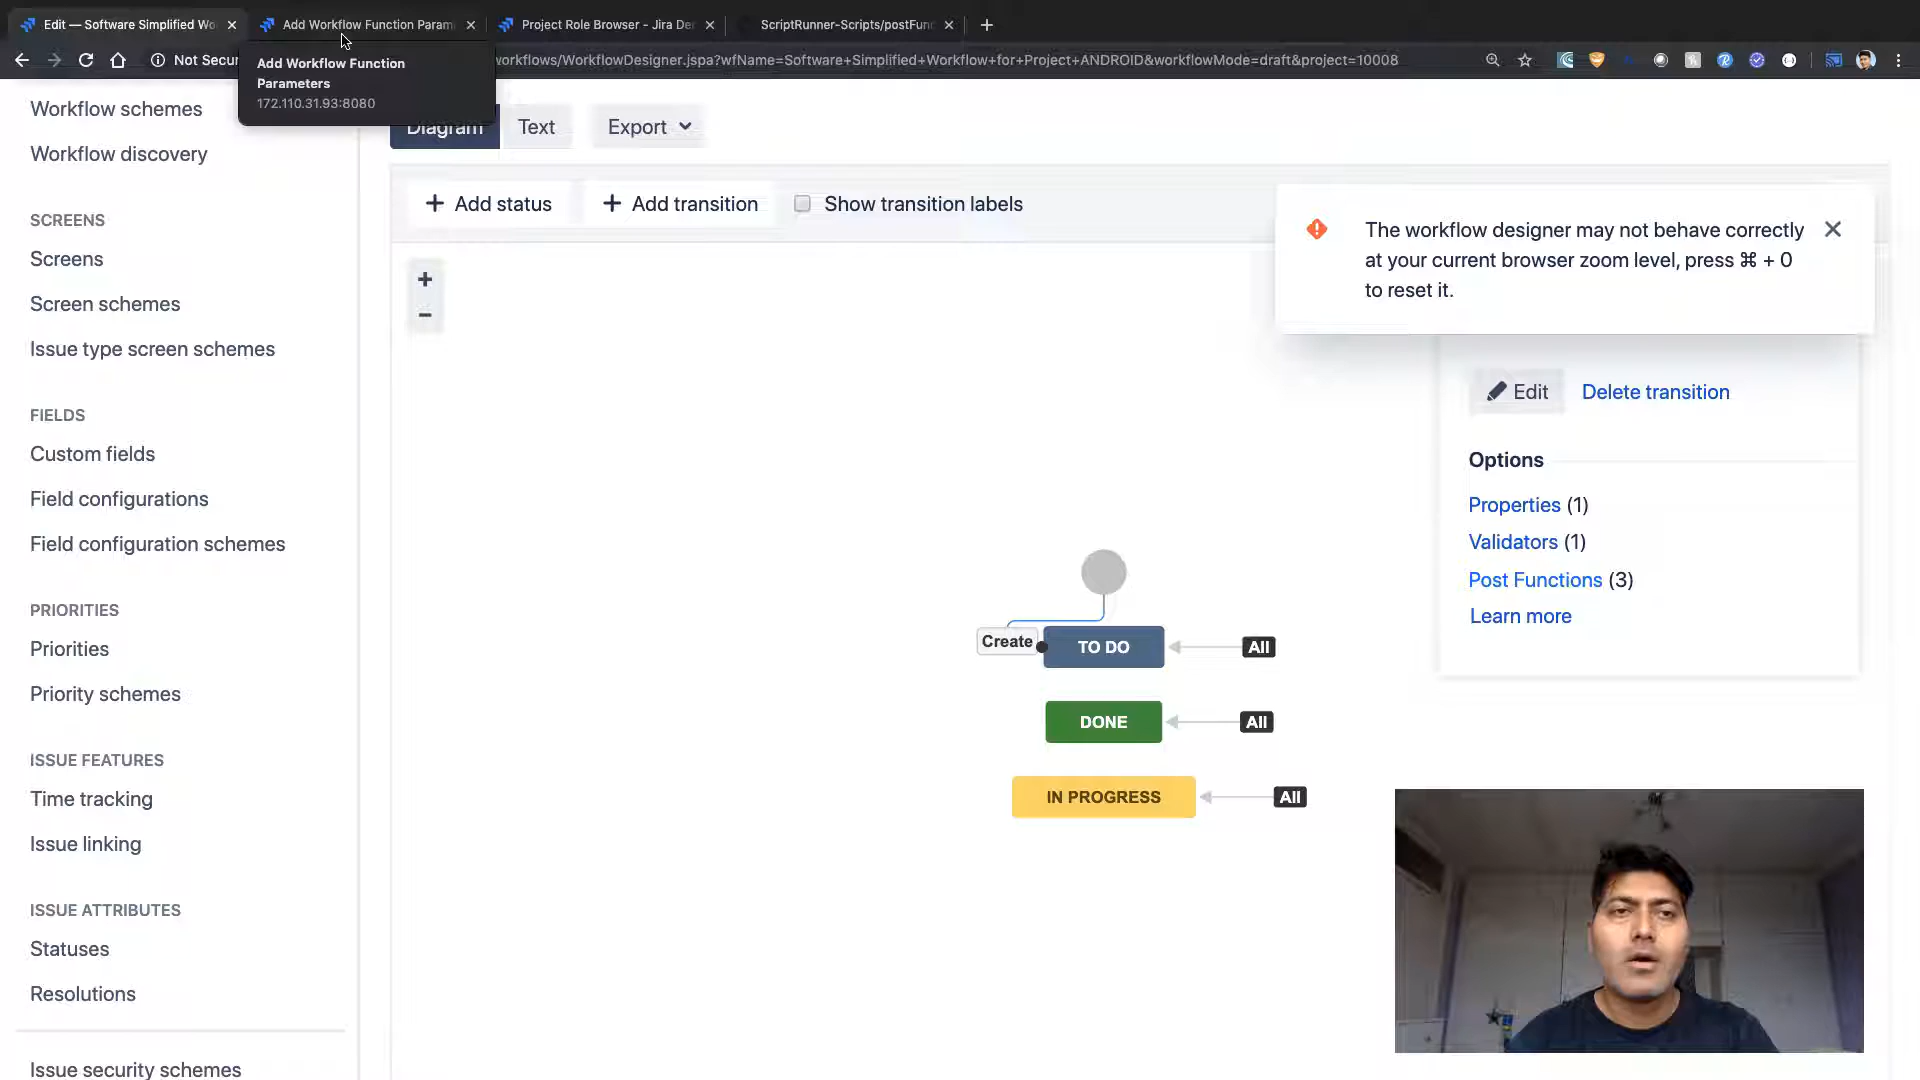 Edit — Software Simplified Wo
Add Workflow Function Param
Project Role Browser - Jira De
ScriptRunner-Scripts/postFun
Not Secur
workflows/WorkflowDesigner.jspa?wfName=Software+Simplified+Workflow+for+Project+ANDROID&workflowMode=draft&project=10008
Add Workflow Function
Parameters
172.110.31.93:8080
Workflow schemes
Workflow discovery
SCREENS
Screens
Screen schemes
Issue type screen schemes
FIELDS
Custom fields
Field configurations
Field configuration schemes
PRIORITIES
Priorities
Priority schemes
ISSUE FEATURES
Time tracking
Issue linking
ISSUE ATTRIBUTES
Statuses
Resolutions
Issue security schemes
Diagram
Text
Export
+ Add status
+ Add transition
Show transition labels
+
−
The workflow designer may not behave correctly
at your current browser zoom level, press ⌘ + 0
to reset it.
Edit
Delete transition
Options
Properties (1)
Validators (1)
Post Functions (3)
Learn more
Create
TO DO
All
DONE
All
IN PROGRESS
All